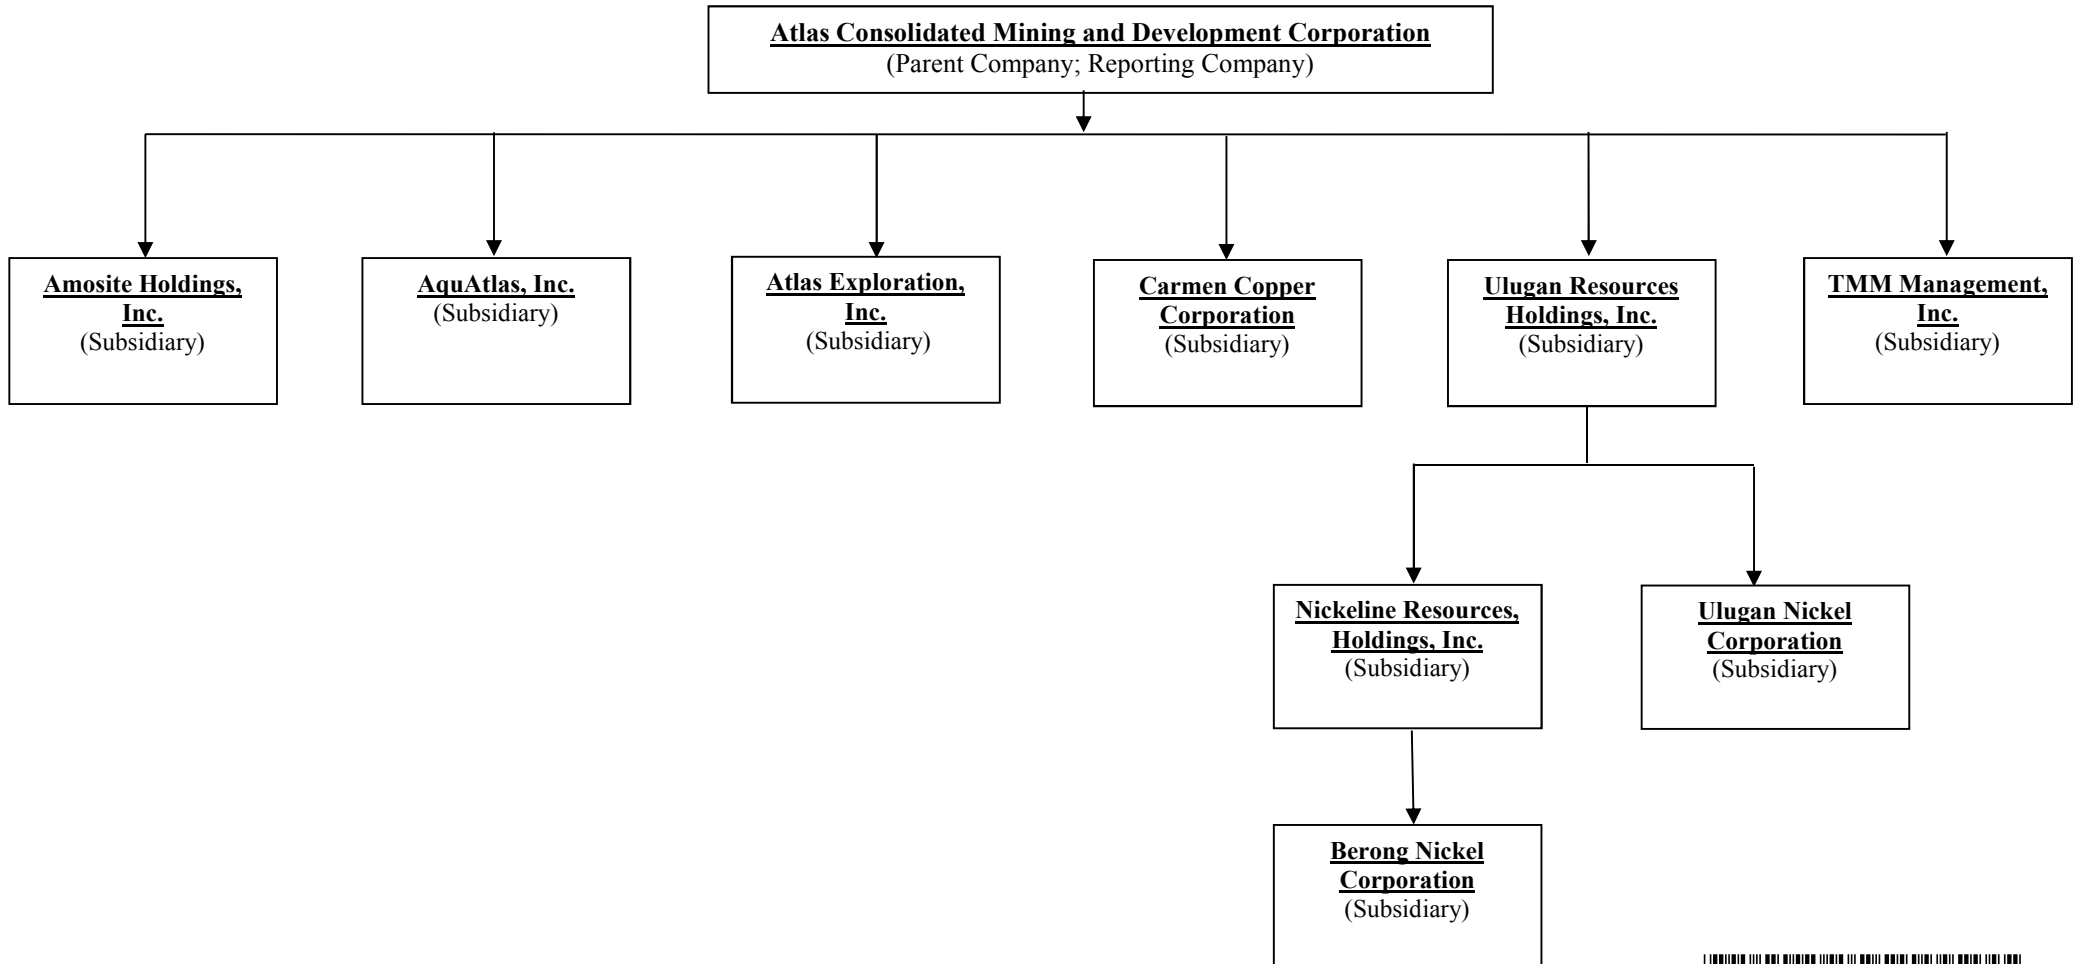 Atlas Consolidated Mining and Development Corporation
(Parent Company; Reporting Company)
Amosite Holdings,
Inc.
(Subsidiary)
AquAtlas, Inc.
(Subsidiary)
Atlas Exploration,
Inc.
(Subsidiary)
Carmen Copper
Corporation
(Subsidiary)
Ulugan Resources
Holdings, Inc.
(Subsidiary)
TMM Management,
Inc.
(Subsidiary)
Nickeline Resources,
Holdings, Inc.
(Subsidiary)
Ulugan Nickel
Corporation
(Subsidiary)
Berong Nickel
Corporation
(Subsidiary)